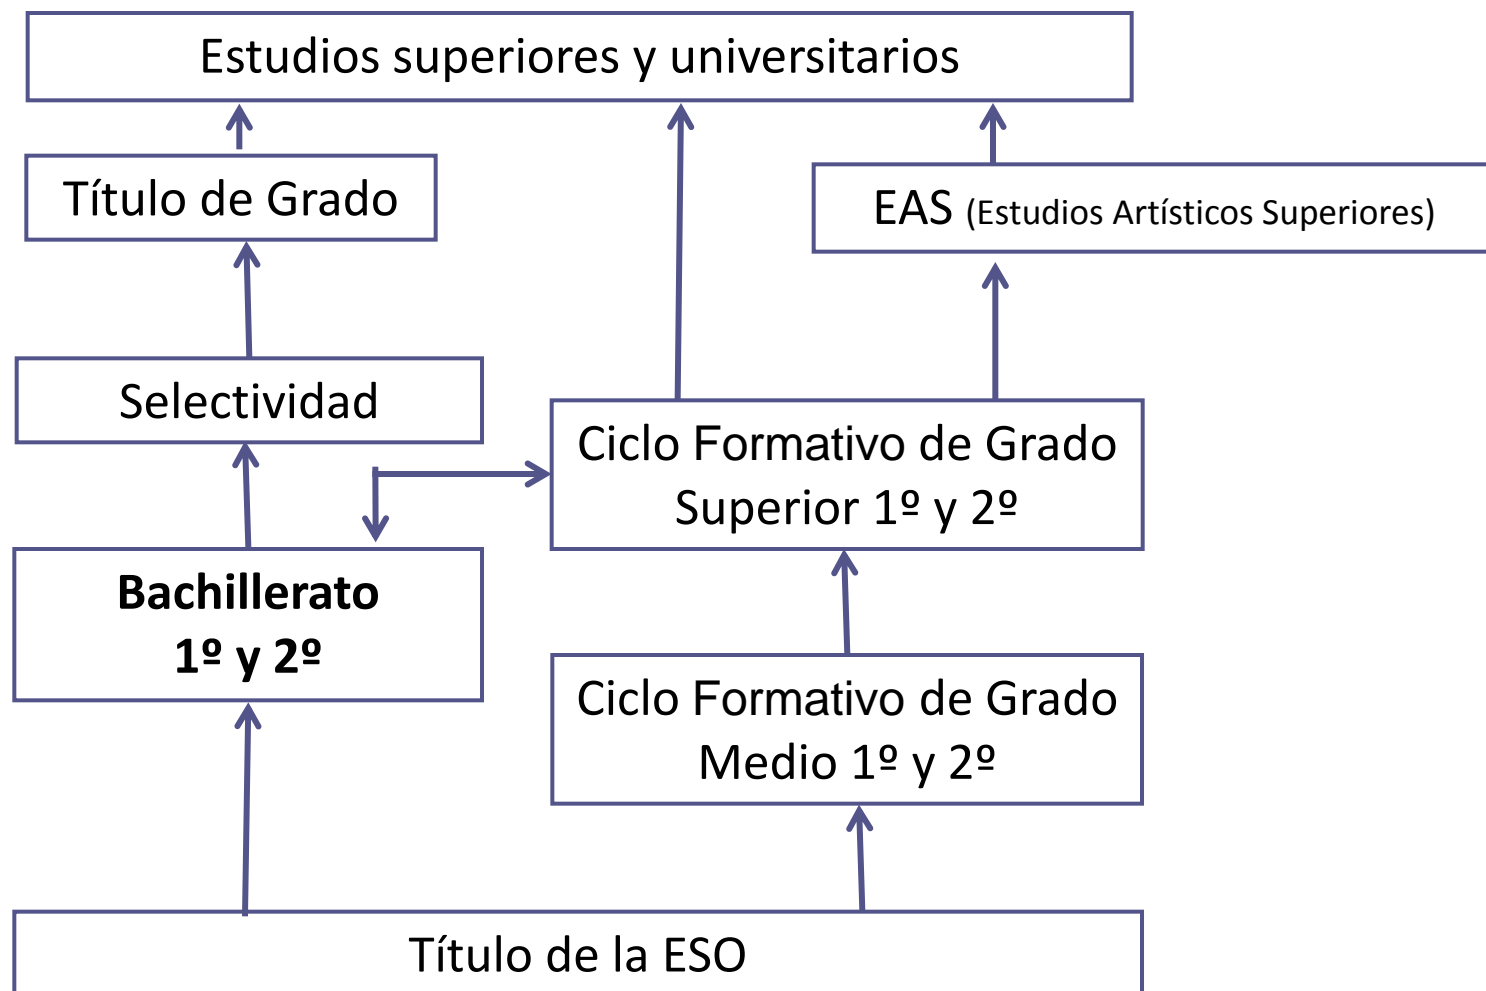 Estudios superiores y universitarios
Título de Grado
EAS (Estudios Artísticos Superiores)
Selectividad
Ciclo Formativo de Grado
Superior 1º y 2º
Bachillerato
1º y 2º
Ciclo Formativo de Grado
Medio 1º y 2º
Título de la ESO